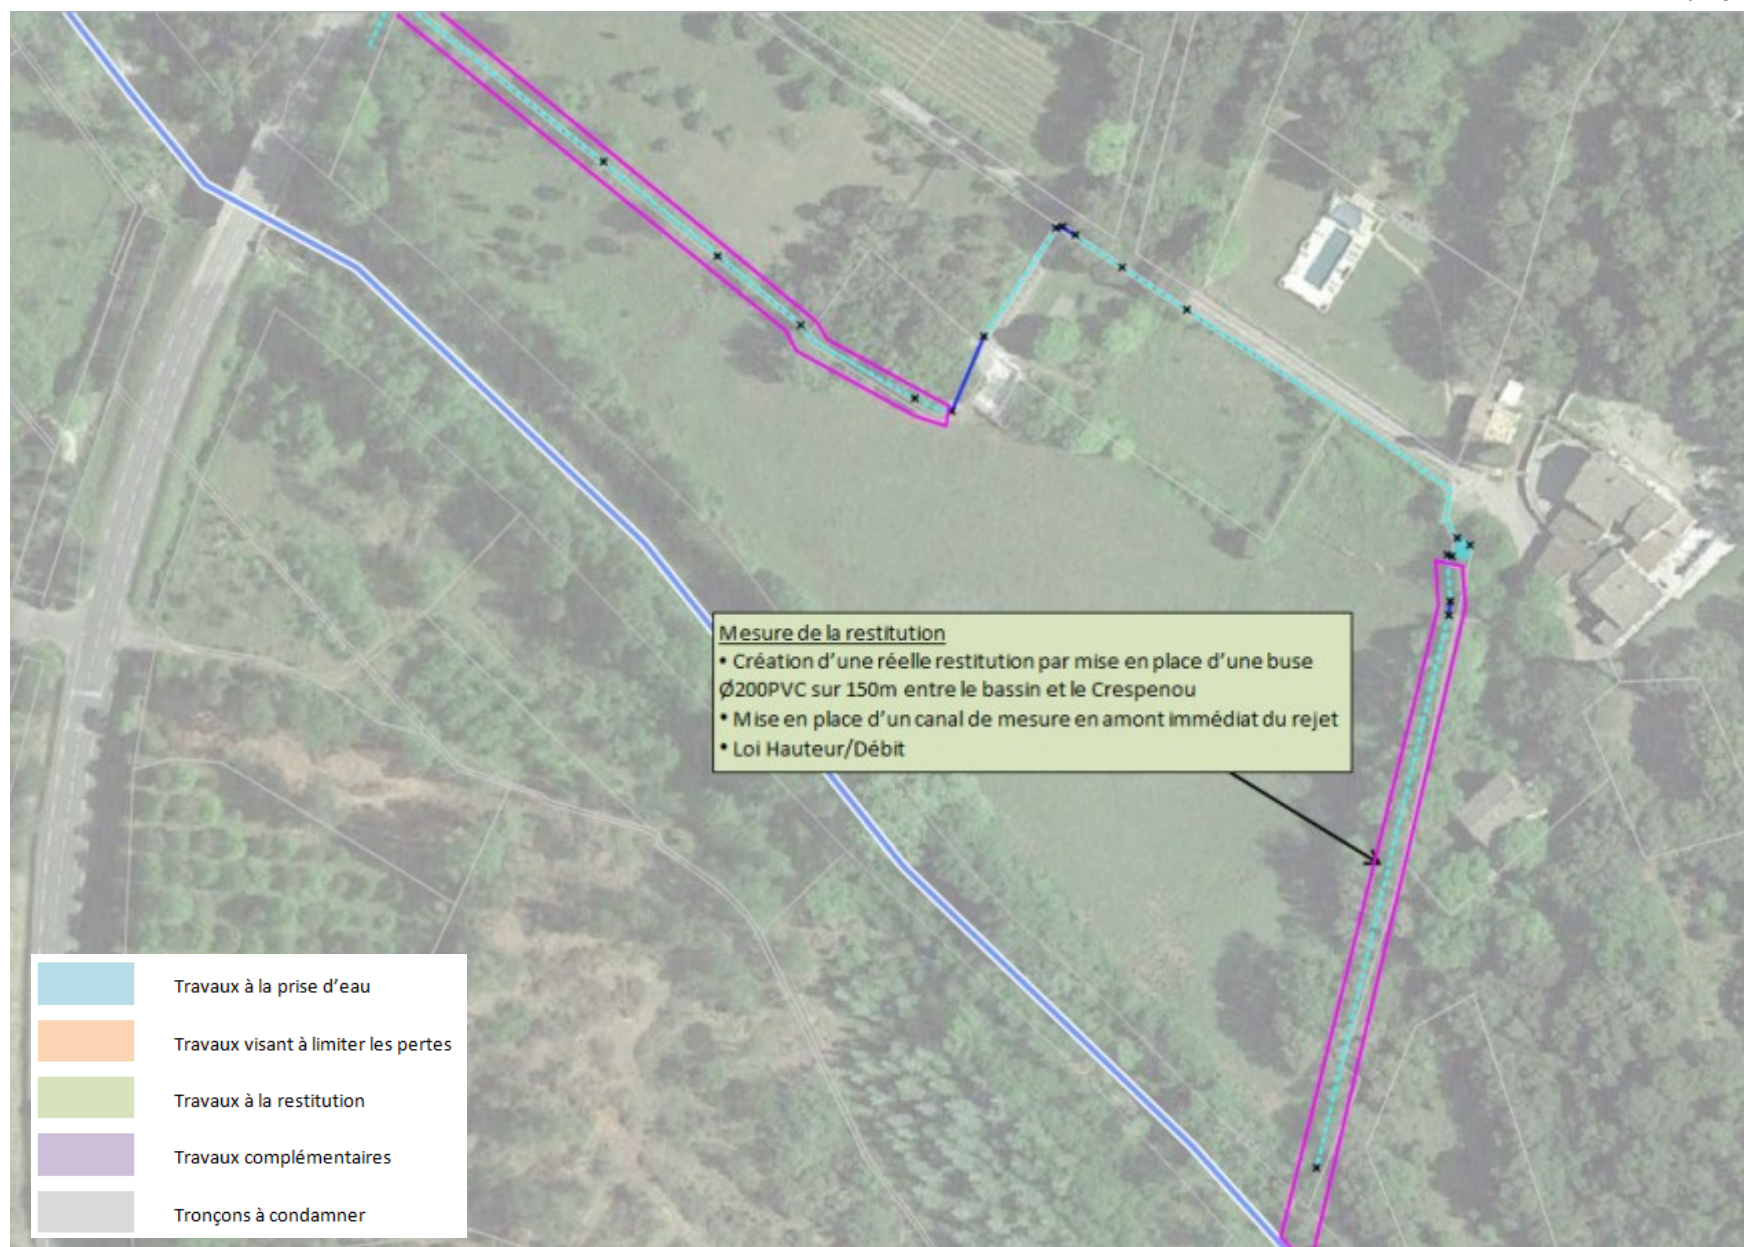 Mesure de la restitution
• Création d'une réelle restitution par mise en place d'une buse
Ø200PVC sur 150m entre le bassin et le Crespenou
• Mise en place d'un canal de mesure en amont immédiat du rejet
• Loi Hauteur/Débit
Travaux à la prise d'eau
Travaux visant à limiter les pertes
Travaux à la restitution
Travaux complémentaires
Tronçons à condamner